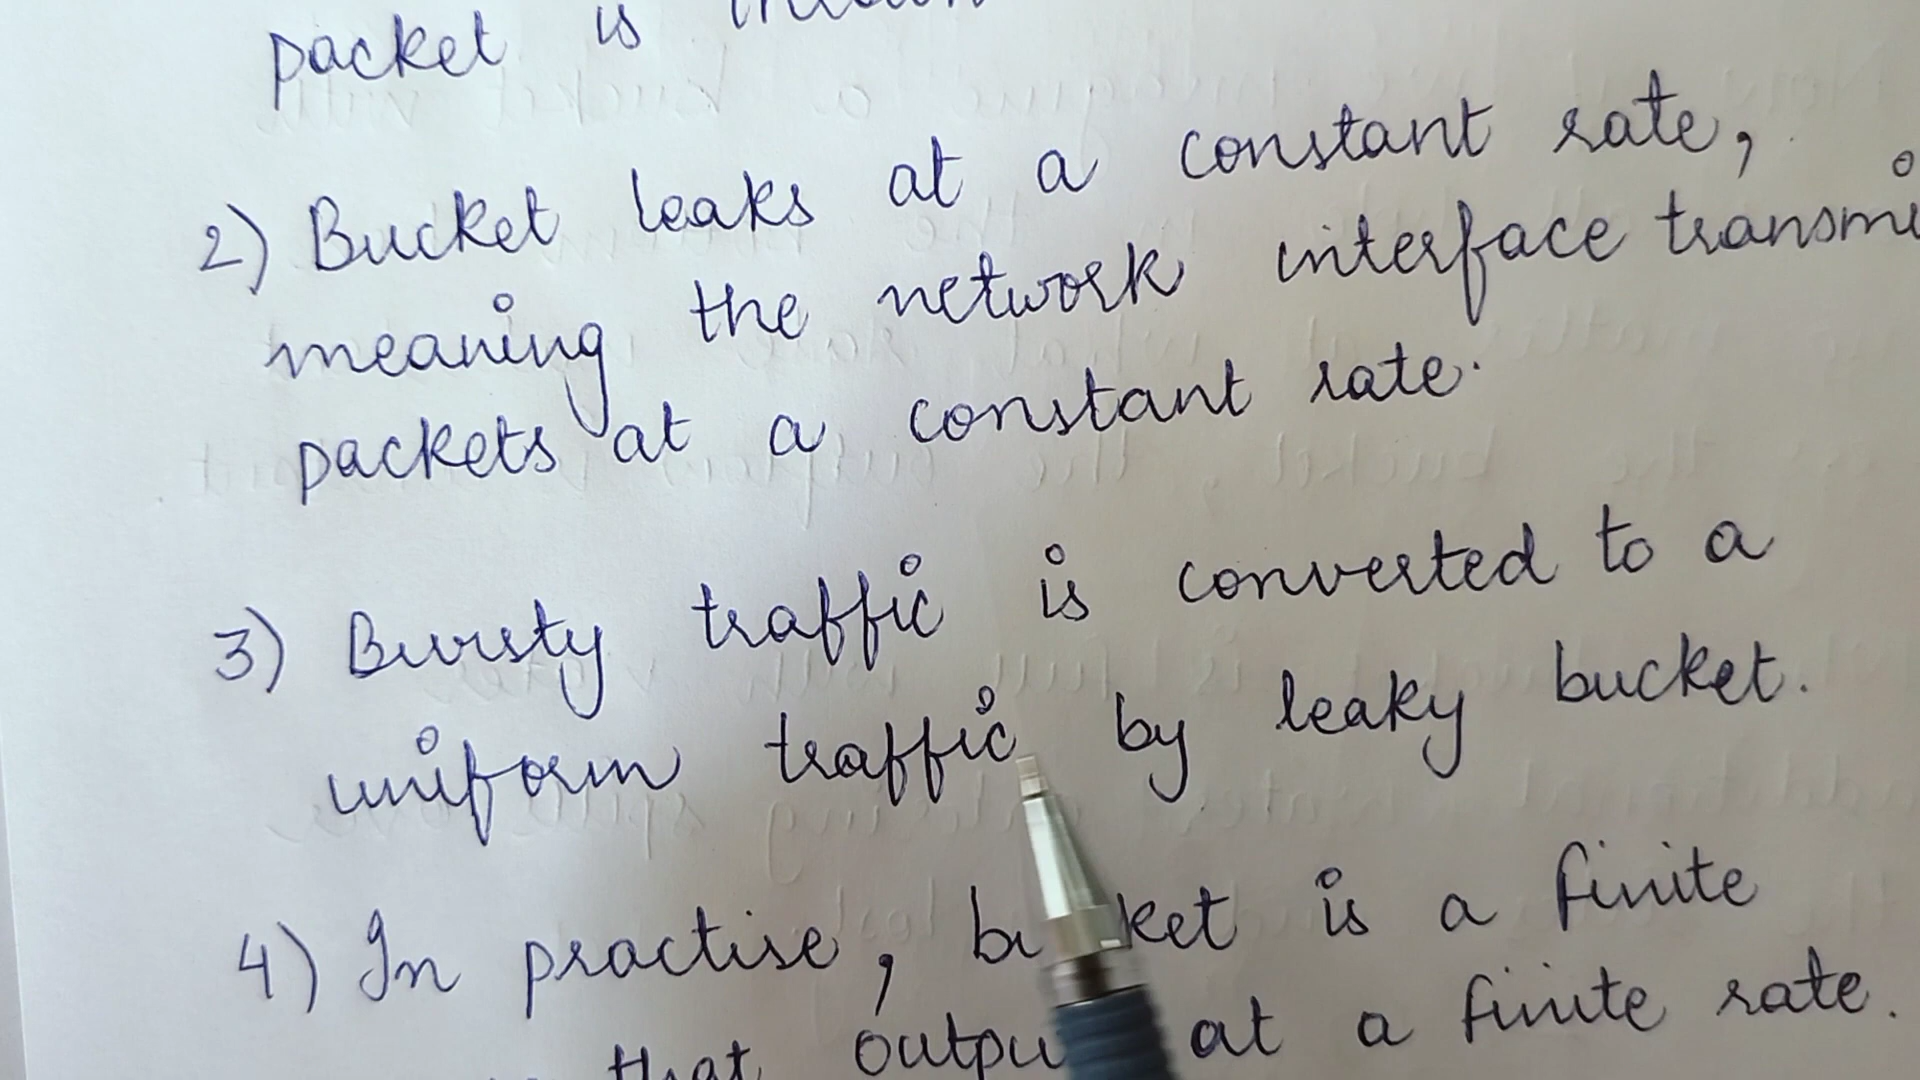 packet is
2) Bucket leaks at a constant rate,
meaning the network interface transmi
packets at a constant rate.
3) Bursty traffic is converted to a
uniform traffic by leaky bucket.
4) In practise, bu ket is a finite
that outpu at a finite rate.